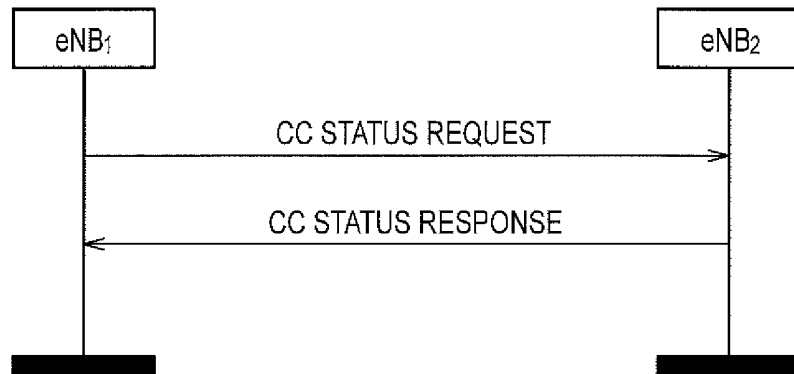 eNB₁
eNB₂
CC STATUS REQUEST
CC STATUS RESPONSE